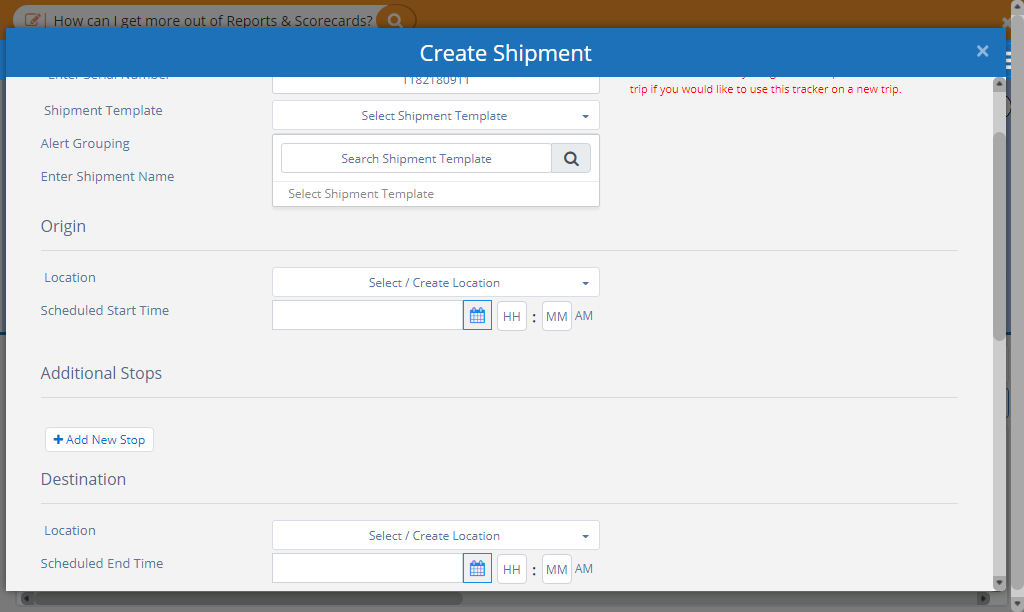 How can I get more out of Reports & Scorecards?
Create Shipment
×
Enter Serial Number
1182180911
trip if you would like to use this tracker on a new trip.
Shipment Template
Select Shipment Template
Alert Grouping
Search Shipment Template
Enter Shipment Name
Select Shipment Template
Origin
Location
Select / Create Location
Scheduled Start Time
HH : MM AM
Additional Stops
+ Add New Stop
Destination
Location
Select / Create Location
Scheduled End Time
HH : MM AM